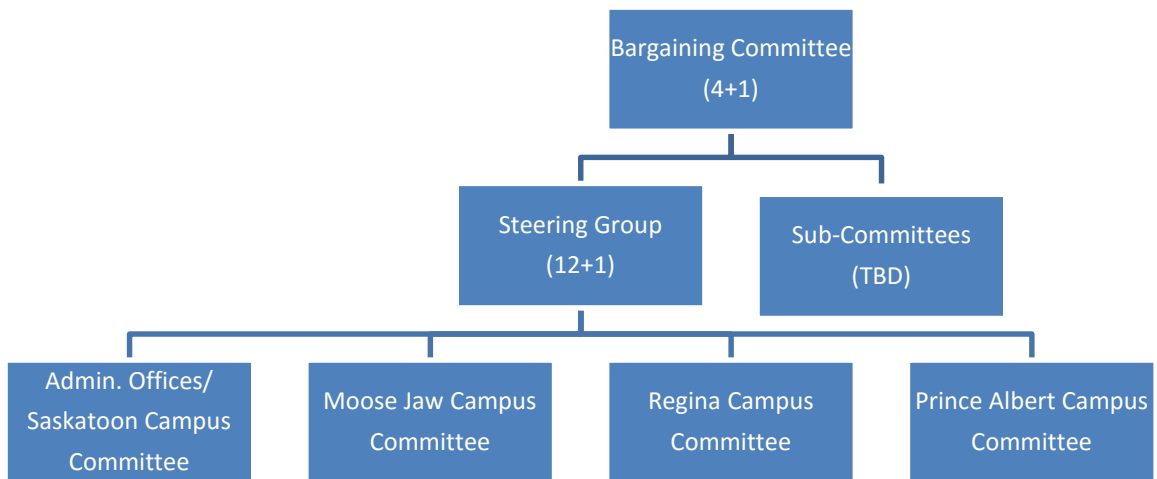 Bargaining Committee
(4+1)
Steering Group
(12+1)
Sub-Committees
(TBD)
Admin. Offices/
Saskatoon Campus
Committee
Moose Jaw Campus
Committee
Regina Campus
Committee
Prince Albert Campus
Committee